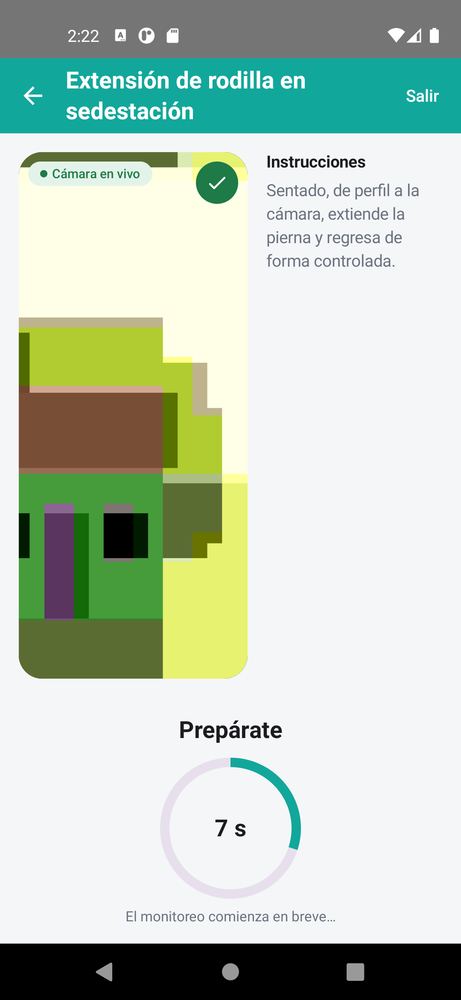 2:22
Extensión de rodilla en
sedestación
Salir
Cámara en vivo
Instrucciones
Sentado, de perfil a la
cámara, extiende la
pierna y regresa de
forma controlada.
Prepárate
7 s
El monitoreo comienza en breve…